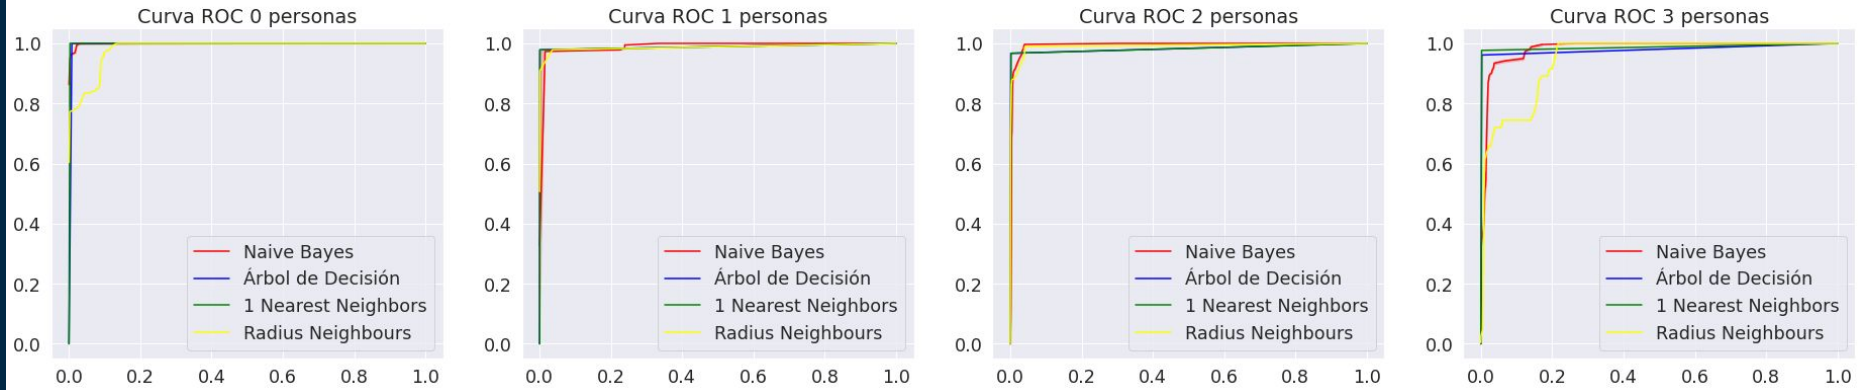 Curva ROC 0 personas
1.0
0.8
0.6
0.4
0.2
0.0
Naive Bayes
Árbol de Decisión
1 Nearest Neighbors
Radius Neighbours
0.0 0.2 0.4 0.6 0.8 1.0
Curva ROC 1 personas
1.0
0.8
0.6
0.4
0.2
0.0
Naive Bayes
Árbol de Decisión
1 Nearest Neighbors
Radius Neighbours
0.0 0.2 0.4 0.6 0.8 1.0
Curva ROC 2 personas
1.0
0.8
0.6
0.4
0.2
0.0
Naive Bayes
Árbol de Decisión
1 Nearest Neighbors
Radius Neighbours
0.0 0.2 0.4 0.6 0.8 1.0
Curva ROC 3 personas
1.0
0.8
0.6
0.4
0.2
0.0
Naive Bayes
Árbol de Decisión
1 Nearest Neighbors
Radius Neighbours
0.0 0.2 0.4 0.6 0.8 1.0